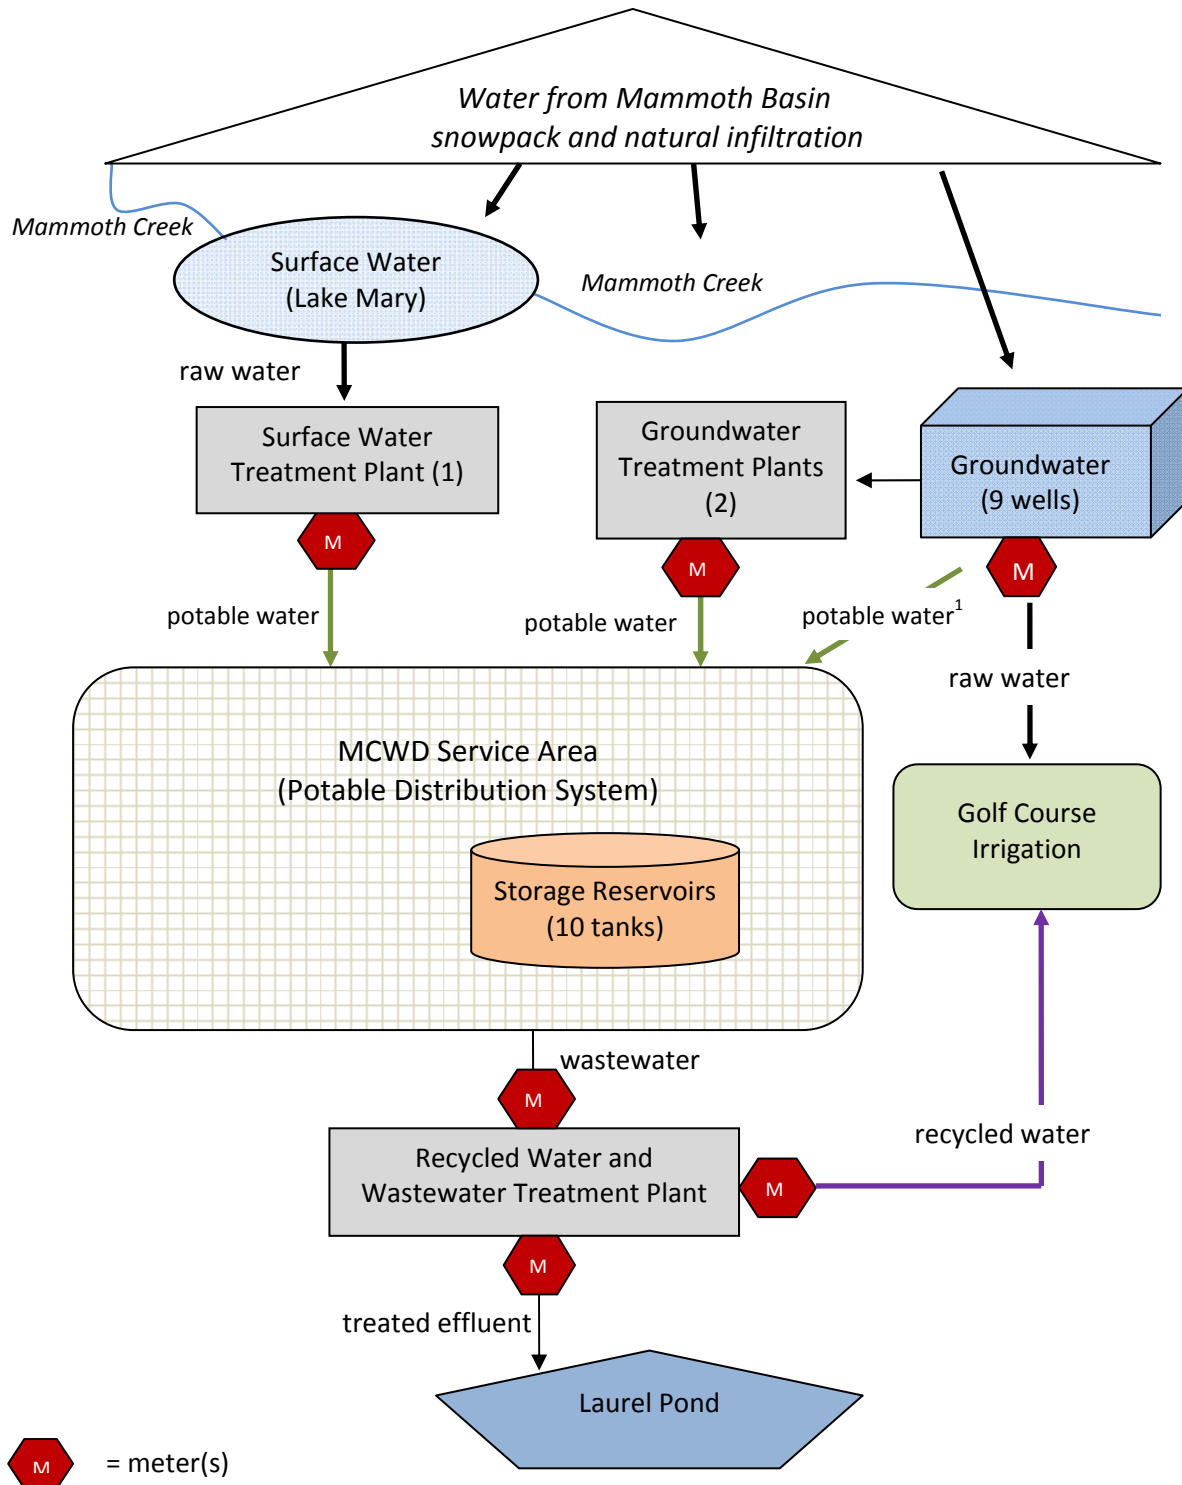 Water from Mammoth Basin
snowpack and natural infiltration
Mammoth Creek
Surface Water
(Lake Mary)
Mammoth Creek
raw water
Surface Water
Treatment Plant (1)
Groundwater
Treatment Plants
(2)
Groundwater
(9 wells)
M
M
M
potable water
potable water
potable water¹
raw water
MCWD Service Area
(Potable Distribution System)
Storage Reservoirs
(10 tanks)
Golf Course
Irrigation
wastewater
M
Recycled Water and
Wastewater Treatment Plant
M
recycled water
M
treated effluent
Laurel Pond
M
= meter(s)